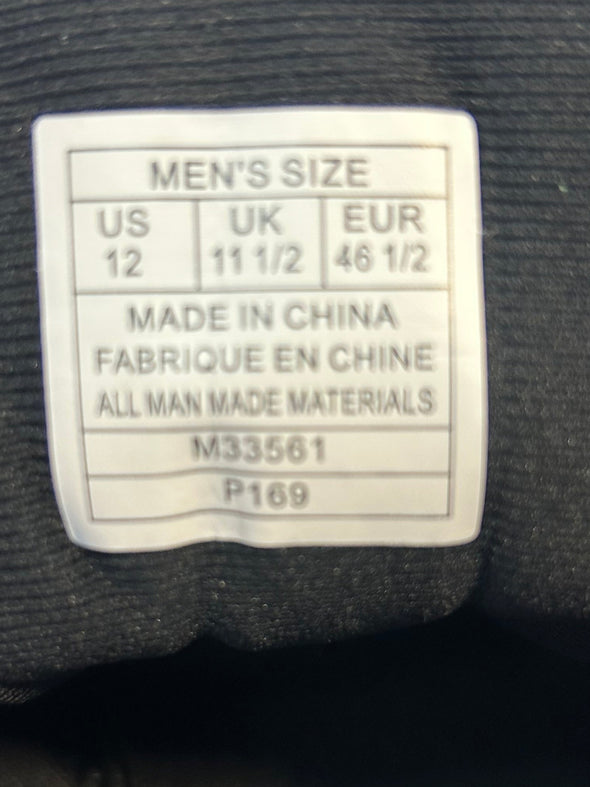 MEN'S SIZE
US UK EUR
12 11 1/2 46 1/2
MADE IN CHINA
FABRIQUE EN CHINE
ALL MAN MADE MATERIALS
M33561
P169